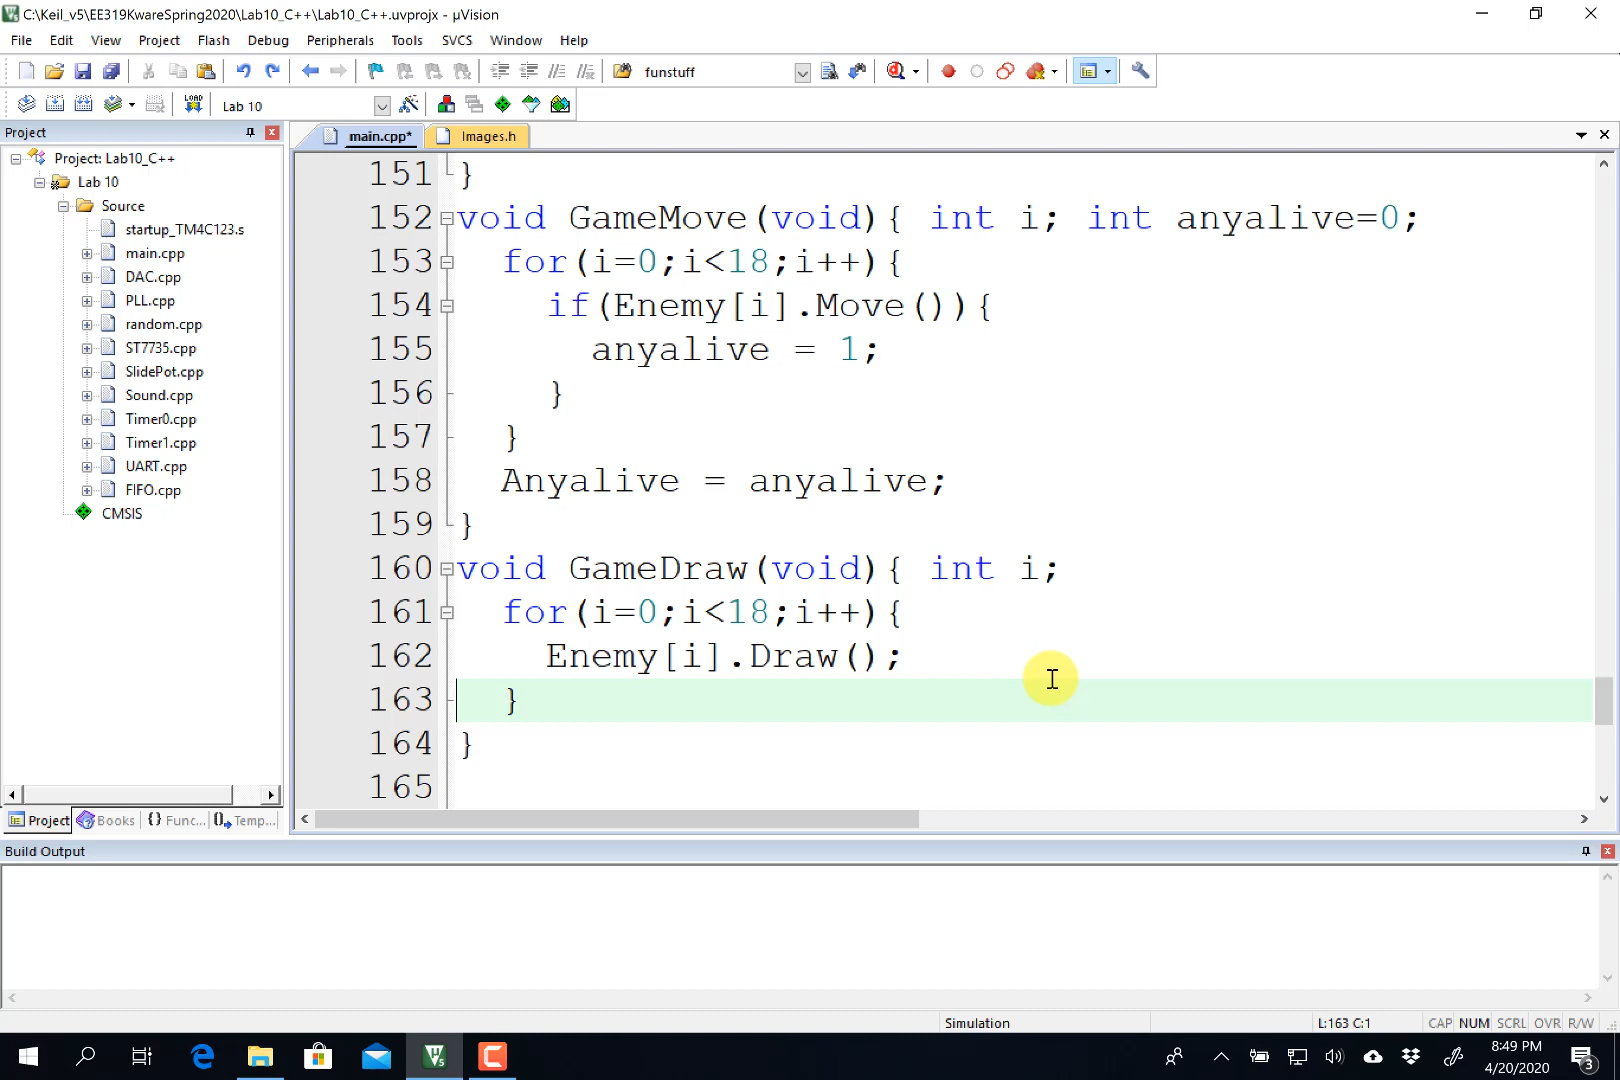 C:\Keil_v5\EE319KwareSpring2020\Lab10_C++\Lab10_C++.uvprojx - µVision
File Edit View Project Flash Debug Peripherals Tools SVCS Window Help
funstuff
LOAD
Lab 10
Project
main.cpp*
Images.h
Project: Lab10_C++
Lab 10
Source
startup_TM4C123.s
main.cpp
DAC.cpp
PLL.cpp
random.cpp
ST7735.cpp
SlidePot.cpp
Sound.cpp
Timer0.cpp
Timer1.cpp
UART.cpp
FIFO.cpp
CMSIS
151 }
152 void GameMove(void){ int i; int anyalive=0;
153 for(i=0;i<18;i++){
154 if(Enemy[i].Move()){
155 anyalive = 1;
156 }
157 }
158 Anyalive = anyalive;
159 }
160 void GameDraw(void){ int i;
161 for(i=0;i<18;i++){
162 Enemy[i].Draw();
163 }
164 }
165
Project Books {} Func... Temp...
Build Output
Simulation L:163 C:1 CAP NUM SCRL OVR R/W
8:49 PM
4/20/2020
3